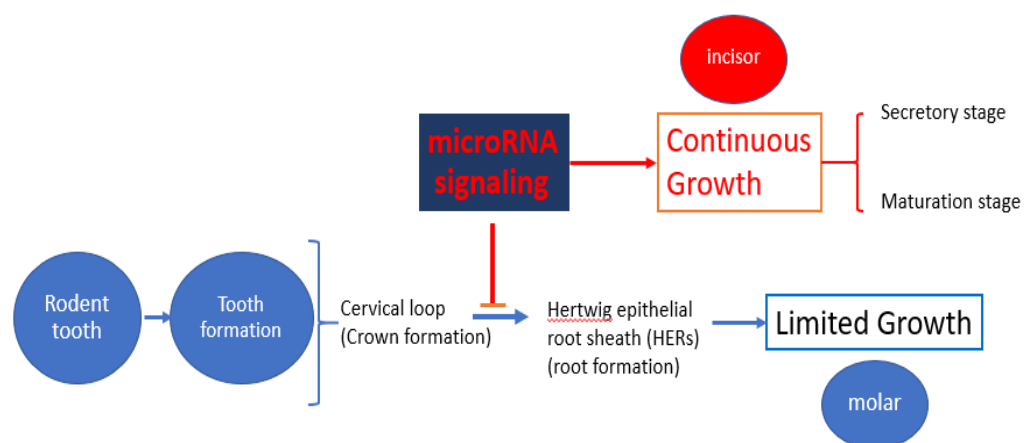 incisor
microRNA
signaling
Continuous
Growth
Secretory stage
Maturation stage
Rodent
tooth
Tooth
formation
Cervical loop
(Crown formation)
Hertwig epithelial
root sheath (HERs)
(root formation)
Limited Growth
molar